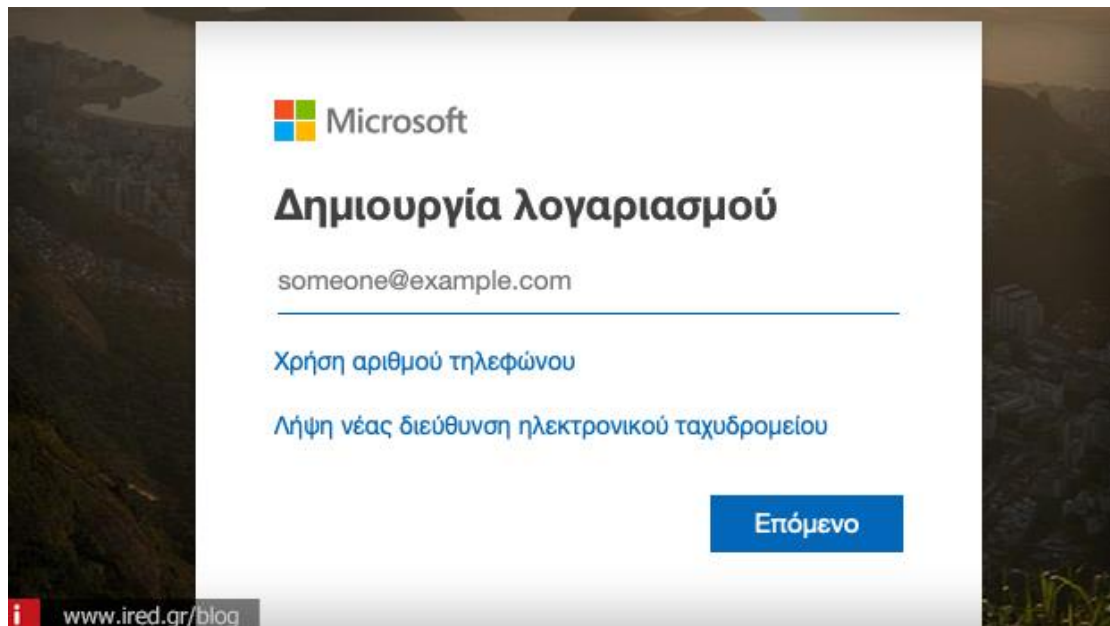 Microsoft
Δημιουργία λογαριασμού
someone@example.com
Χρήση αριθμού τηλεφώνου
Λήψη νέας διεύθυνση ηλεκτρονικού ταχυδρομείου
Επόμενο
i www.ired.gr/blog